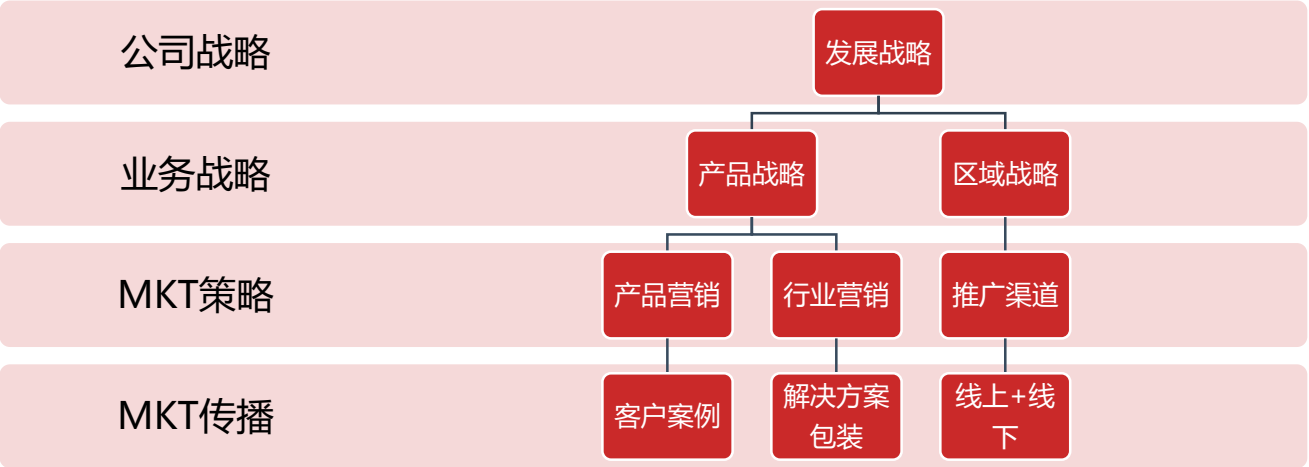 公司战略
发展战略
业务战略
产品战略
区域战略
MKT策略
产品营销
行业营销
推广渠道
MKT传播
客户案例
解决方案
包装
线上+线
下